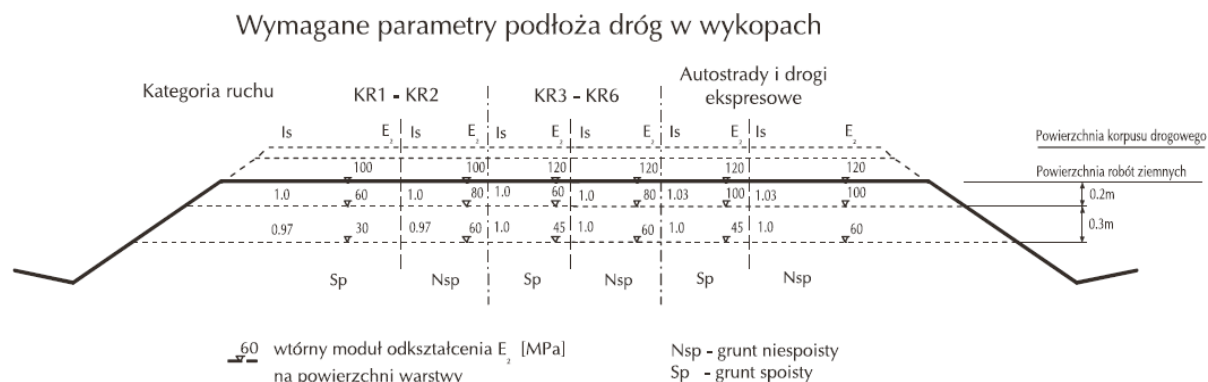 Wymagane parametry podłoża dróg w wykopach
Kategoria ruchu
KR1 - KR2
KR3 - KR6
Autostrady i drogi
ekspresowe
Is E₂ Is E₂ Is E₂ Is E₂ Is E₂ Is E₂
Powierzchnia korpusu drogowego
100 100 120 120 120 120
Powierzchnia robót ziemnych
1.0 60 1.0 80 1.0 60 1.0 80 1.03 100 1.03 100
0.2m
0.97 30 0.97 60 1.0 45 1.0 60 1.0 45 1.0 60
0.3m
Sp Nsp Sp Nsp Sp Nsp
60 wtórny moduł odkształcenia E₂ [MPa]
na powierzchni warstwy
Nsp - grunt niespoisty
Sp - grunt spoisty